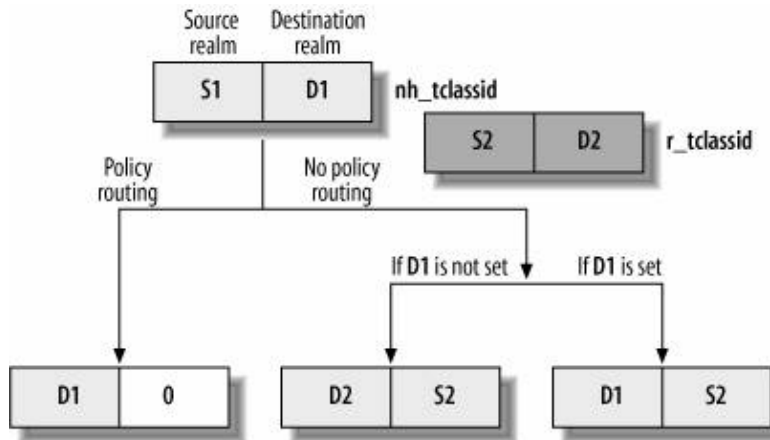 Source
realm
Destination
realm
S1 D1 nh_tclassid
S2 D2 r_tclassid
Policy
routing
No policy
routing
If D1 is not set If D1 is set
D1 0 D2 S2 D1 S2